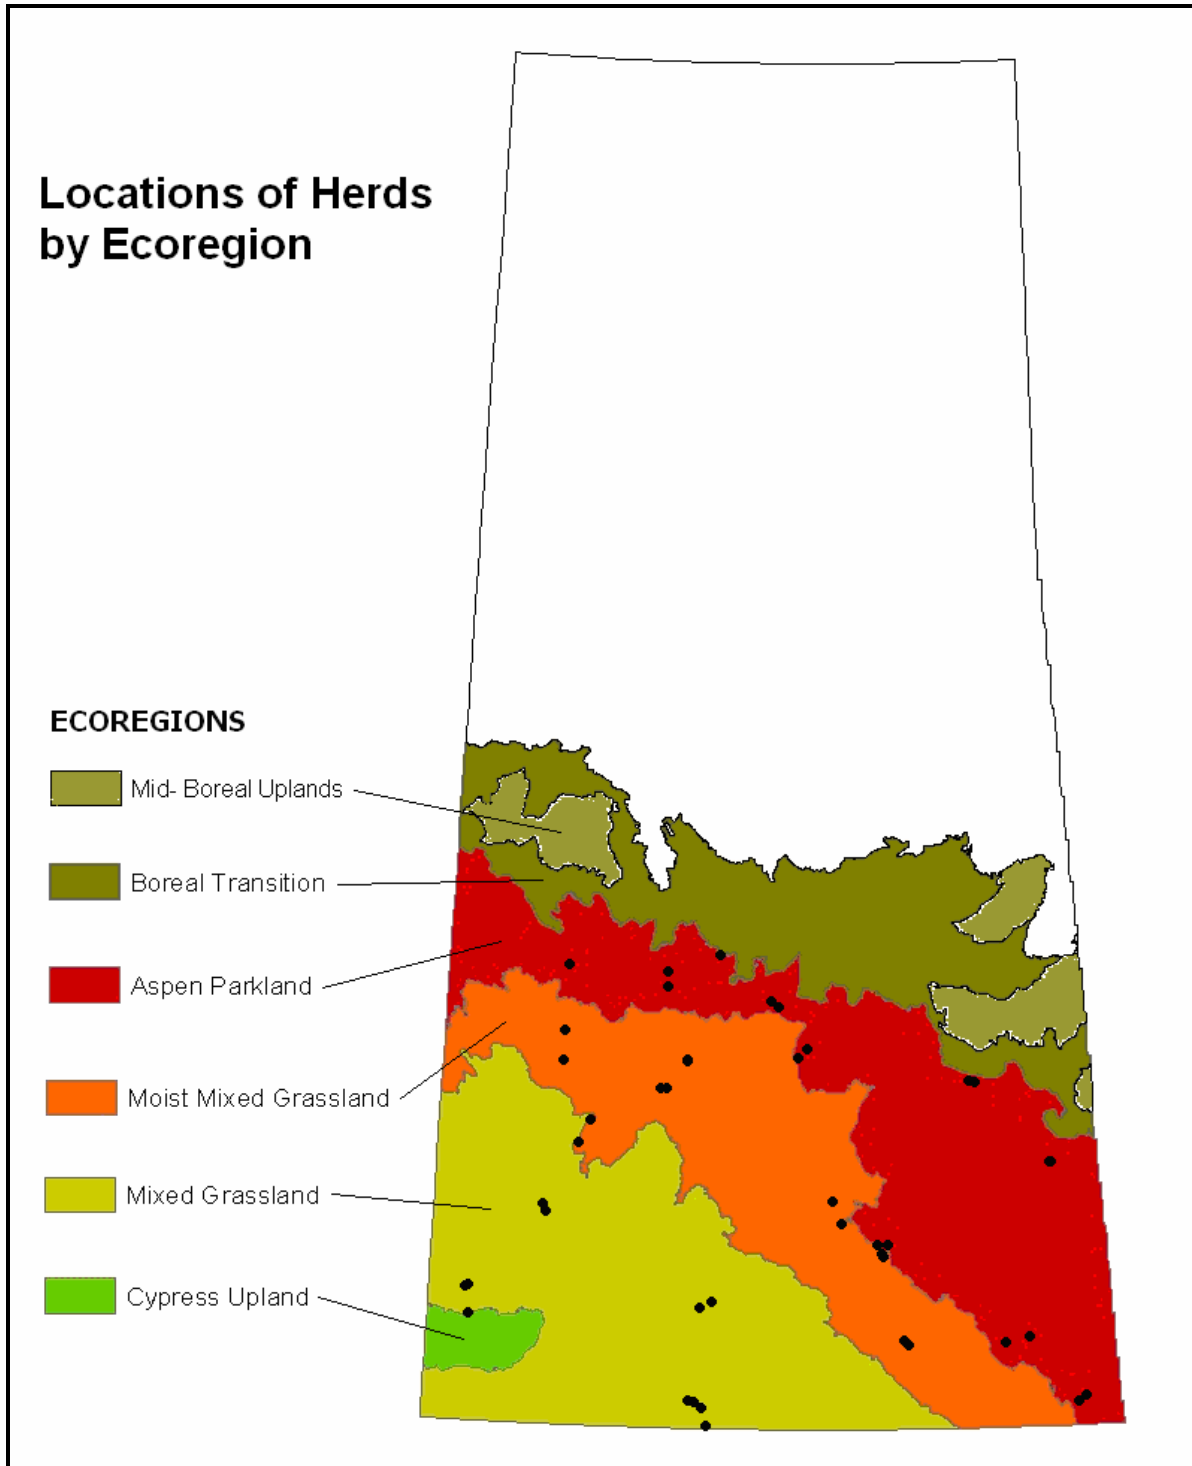 Locations of Herds
by Ecoregion
ECOREGIONS
Mid- Boreal Uplands
Boreal Transition
Aspen Parkland
Moist Mixed Grassland
Mixed Grassland
Cypress Upland